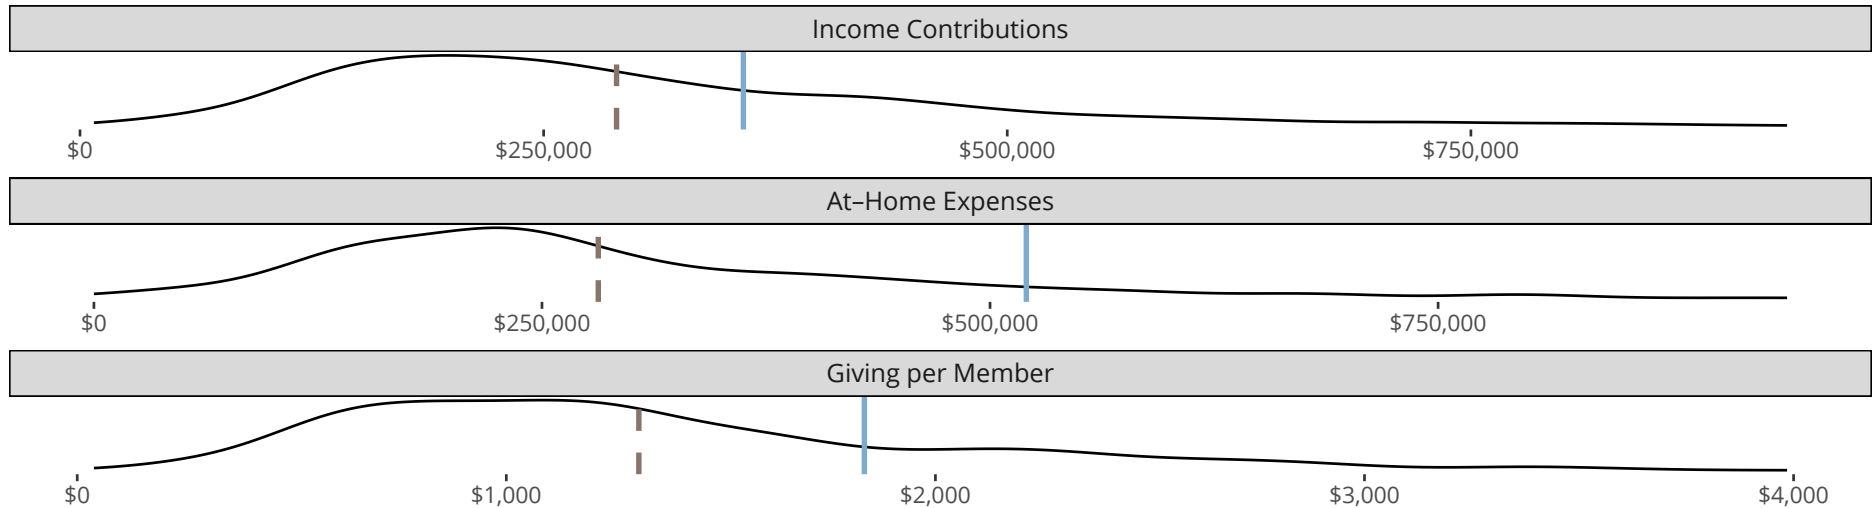 Income Contributions
$0 $250,000 $500,000 $750,000
At–Home Expenses
$0 $250,000 $500,000 $750,000
Giving per Member
$0 $1,000 $2,000 $3,000 $4,000